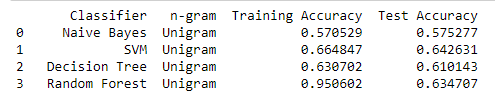 Classifier n-gram Training Accuracy Test Accuracy
0 Naive Bayes Unigram 0.570529 0.575277
1 SVM Unigram 0.664847 0.642631
2 Decision Tree Unigram 0.630702 0.610143
3 Random Forest Unigram 0.950602 0.634707